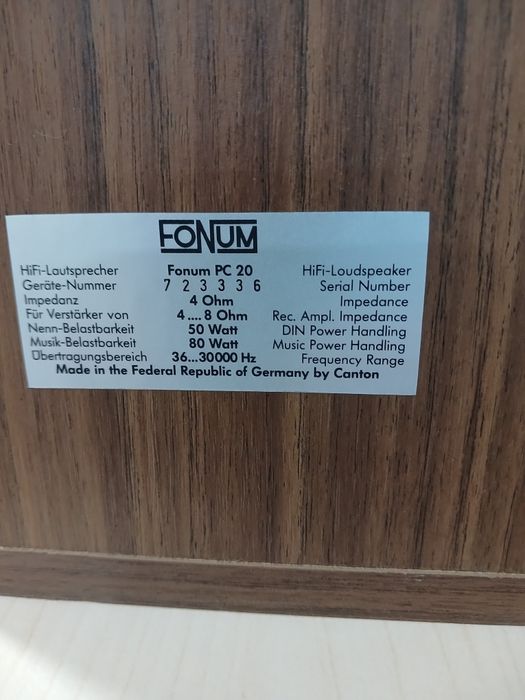 FONUM
HiFi-Lautsprecher Fonum PC 20 HiFi-Loudspeaker
Geräte-Nummer 7 2 3 3 3 6 Serial Number
Impedanz 4 Ohm Impedance
Für Verstärker von 4....8 Ohm Rec. Ampl. Impedance
Nenn-Belastbarkeit 50 Watt DIN Power Handling
Musik-Belastbarkeit 80 Watt Music Power Handling
Übertragungsbereich 36...30000 Hz Frequency Range
Made in the Federal Republic of Germany by Canton